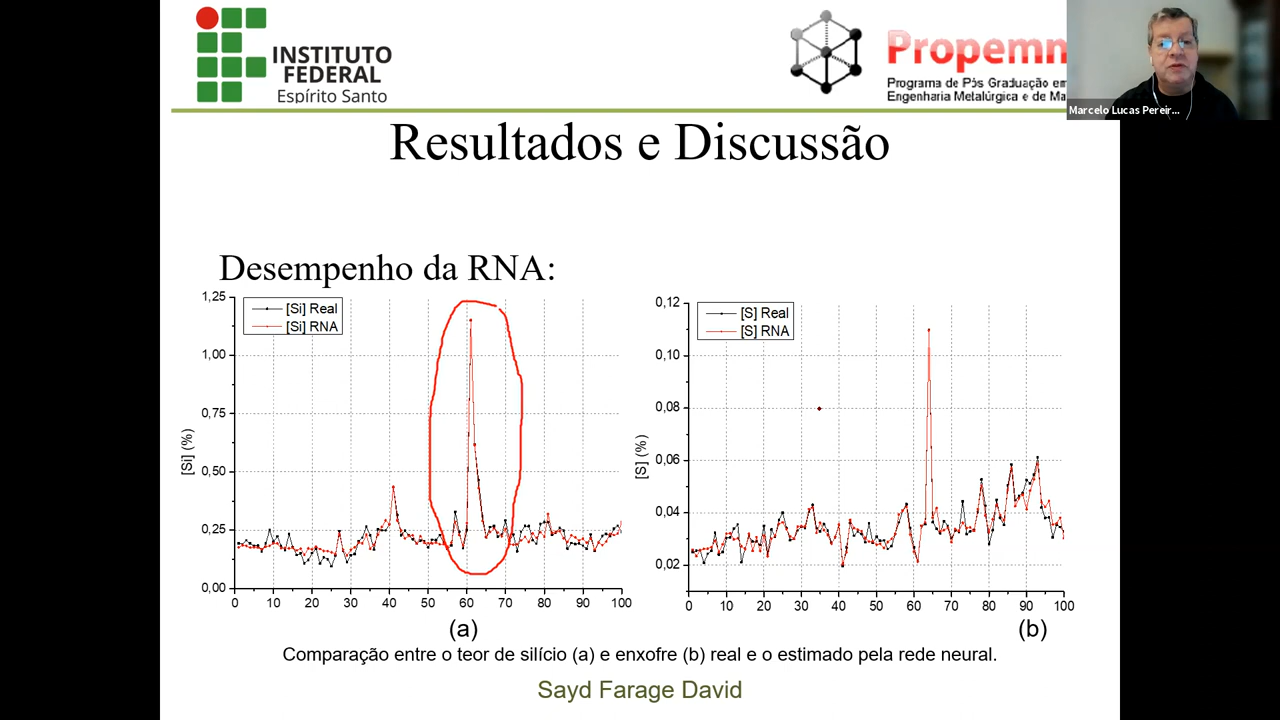 INSTITUTO
FEDERAL
Espírito Santo
Propemm
Programa de Pós Graduação em
Engenharia Metalúrgica e de Ma
Marcelo Lucas Pereir...
Resultados e Discussão
Desempenho da RNA:
[Si] Real
[Si] RNA
1,25
1,00
0,75
0,50
0,25
0,00
[Si] (%)
0 10 20 30 40 50 60 70 80 90 100
(a)
[S] Real
[S] RNA
0,12
0,10
0,08
0,06
0,04
0,02
[S] (%)
0 10 20 30 40 50 60 70 80 90 100
(b)
Comparação entre o teor de silício (a) e enxofre (b) real e o estimado pela rede neural.
Sayd Farage David